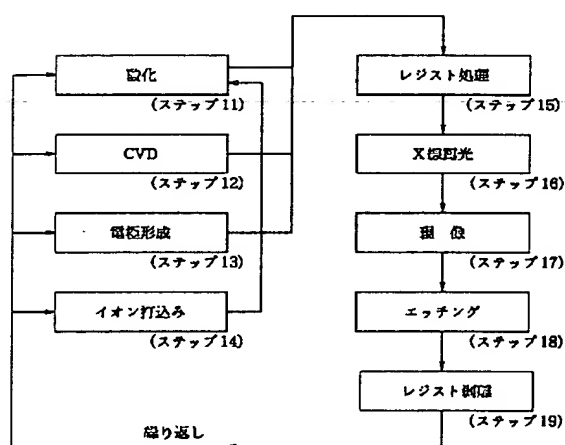 酸化
(ステップ11)
CVD
(ステップ12)
電極形成
(ステップ13)
イオン打込み
(ステップ14)
レジスト処理
(ステップ15)
X線露光
(ステップ16)
現 像
(ステップ17)
エッチング
(ステップ18)
レジスト剥離
(ステップ19)
繰り返し